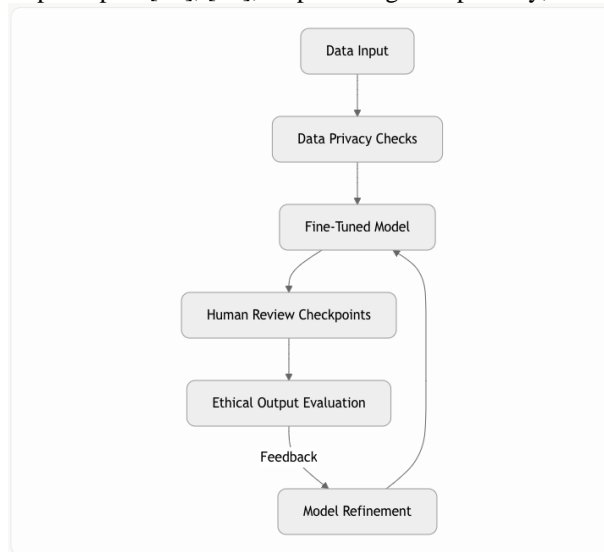 Data Input
Data Privacy Checks
Fine-Tuned Model
Human Review Checkpoints
Ethical Output Evaluation
Feedback
Model Refinement